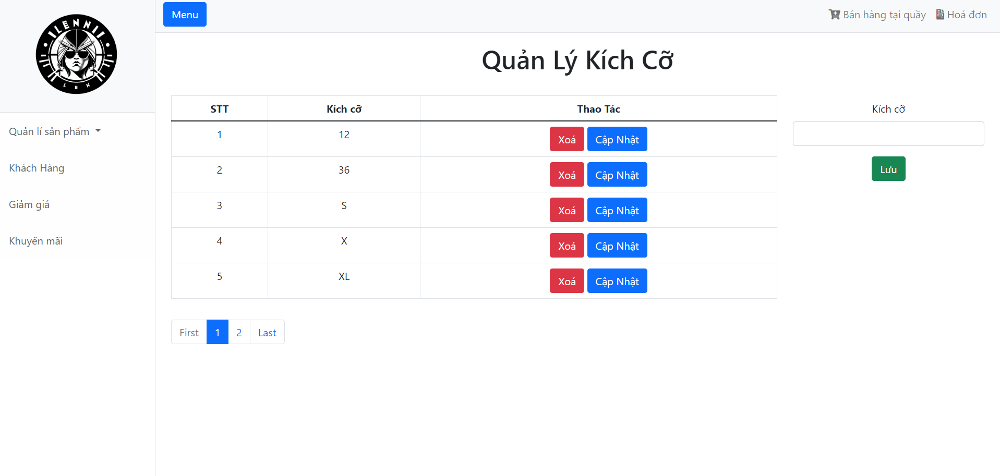 LENNII
LEN
Menu
Bán hàng tại quầy Hoá đơn
Quản Lý Kích Cỡ
Quản lí sản phẩm
Khách Hàng
Giảm giá
Khuyến mãi
STT Kích cỡ Thao Tác
1 12 Xoá Cập Nhật
2 36 Xoá Cập Nhật
3 S Xoá Cập Nhật
4 X Xoá Cập Nhật
5 XL Xoá Cập Nhật
First 1 2 Last
Kích cỡ
Lưu